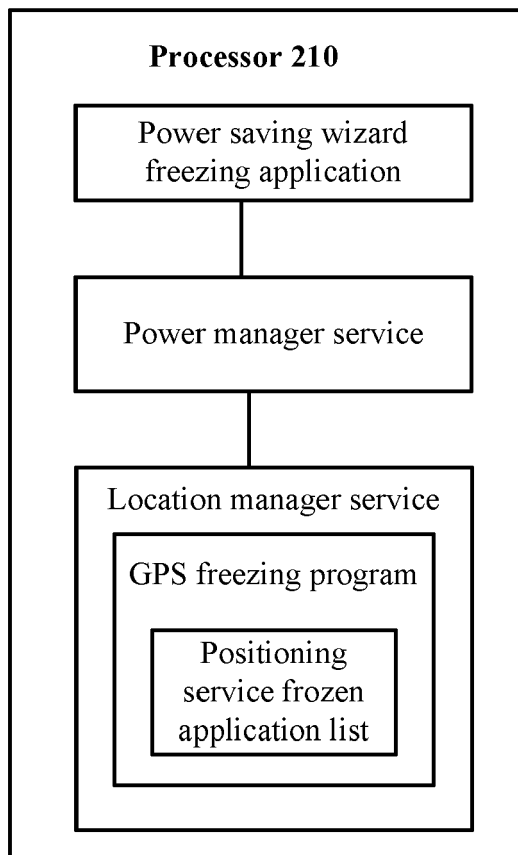 Processor 210
Power saving wizard
freezing application
Power manager service
Location manager service
GPS freezing program
Positioning
service frozen
application list